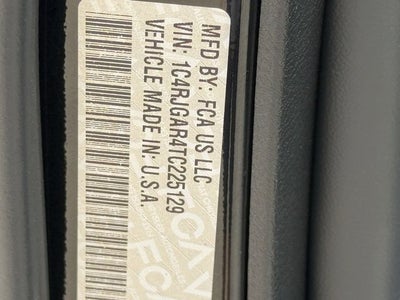 MFD BY: FCA US LLC
VIN: 1C4RJGAR4TC225129
VEHICLE MADE IN: U.S.A.